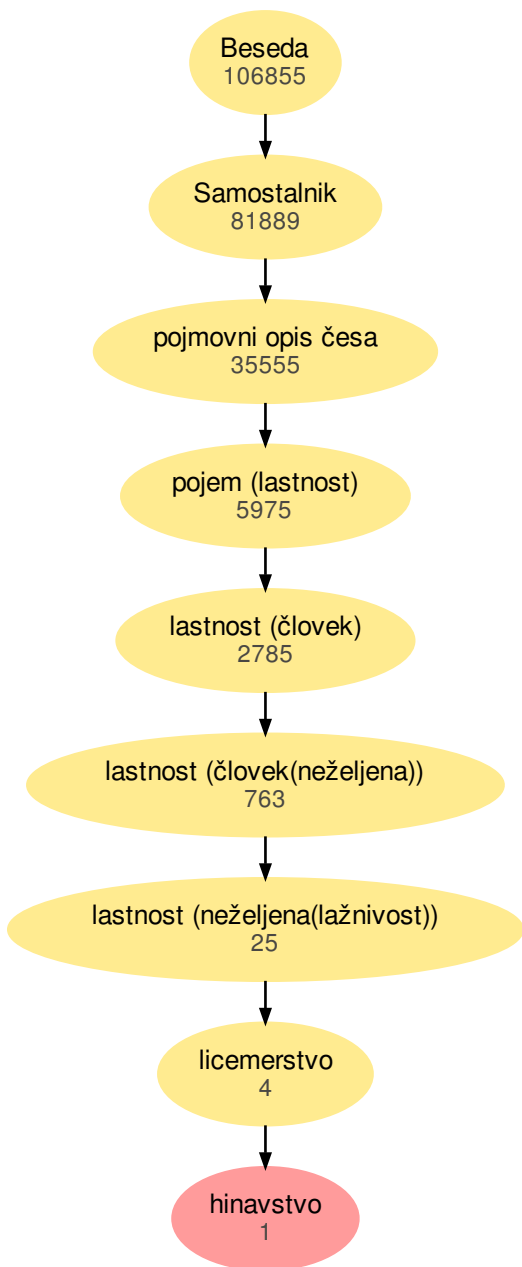 Beseda
106855
Samostalnik
81889
pojmovni opis česa
35555
pojem (lastnost)
5975
lastnost (človek)
2785
lastnost (človek(neželjena))
763
lastnost (neželjena(lažnivost))
25
licemerstvo
4
hinavstvo
1